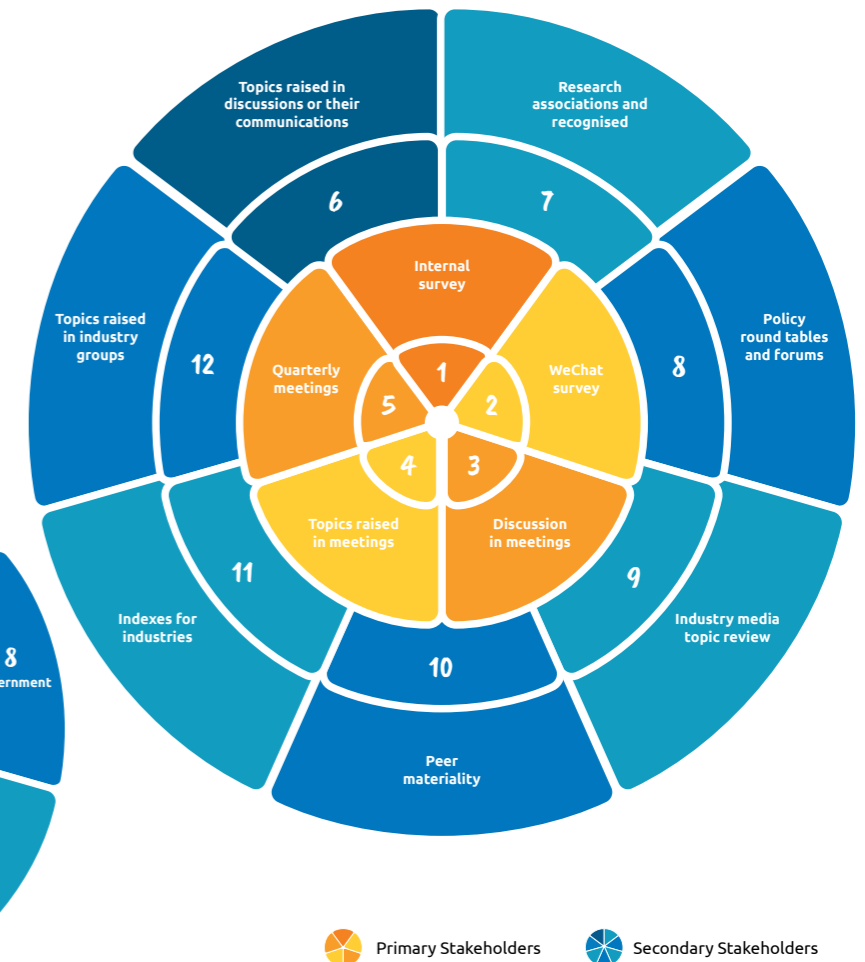 Topics raised in
discussions or their
communications
Research
associations and
recognised
6
7
Internal
survey
Topics raised
in industry
groups
12
Quarterly
meetings
5
1
2
WeChat
survey
8
Policy
round tables
and forums
4
3
Topics raised
in meetings
Discussion
in meetings
11
9
Indexes for
industries
Industry media
topic review
10
Peer
materiality
8
Primary Stakeholders
Secondary Stakeholders